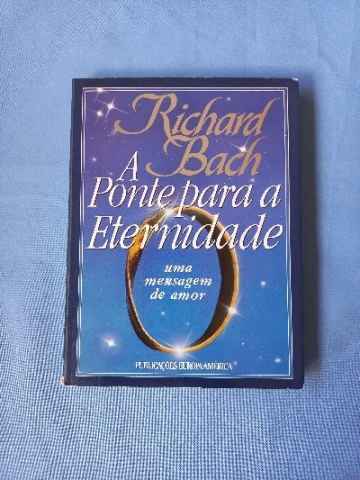 Richard
Bach
A
Ponte para a
Eternidade
uma
mensagem
de amor
PUBLICAÇÕES EUROPA-AMÉRICA